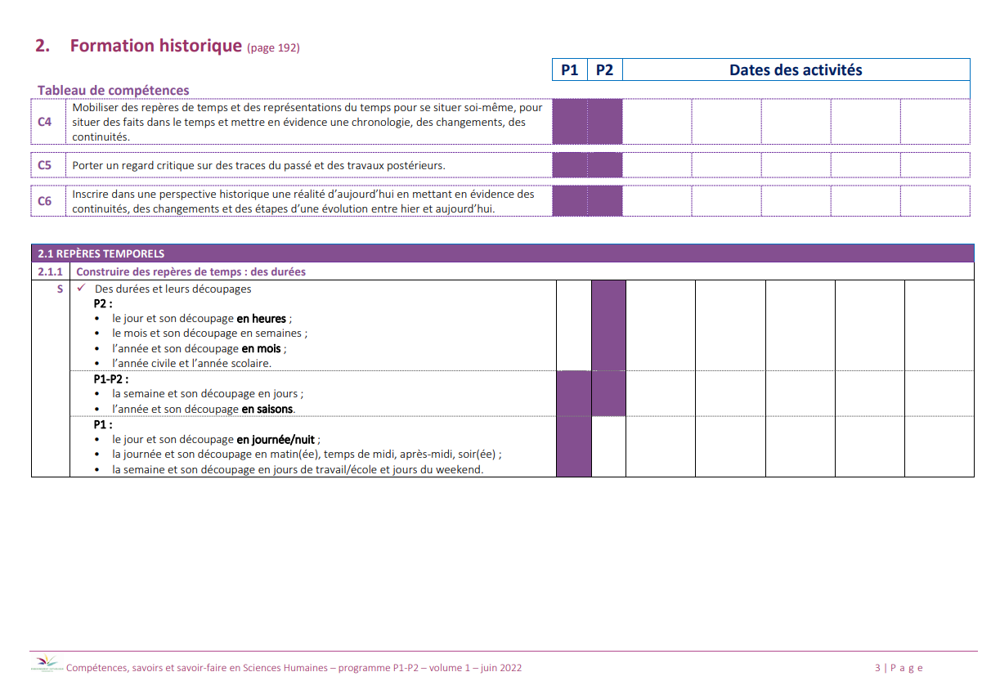 2. Formation historique (page 192)
P1 P2 Dates des activités
Tableau de compétences
C4 Mobiliser des repères de temps et des représentations du temps pour se situer soi-même, pour
situer des faits dans le temps et mettre en évidence une chronologie, des changements, des
continuités.
C5 Porter un regard critique sur des traces du passé et des travaux postérieurs.
C6 Inscrire dans une perspective historique une réalité d’aujourd’hui en mettant en évidence des
continuités, des changements et des étapes d’une évolution entre hier et aujourd’hui.
2.1 REPÈRES TEMPORELS
2.1.1 Construire des repères de temps : des durées
S ✓ Des durées et leurs découpages
P2 :
• le jour et son découpage en heures ;
• le mois et son découpage en semaines ;
• l’année et son découpage en mois ;
• l’année civile et l’année scolaire.
P1-P2 :
• la semaine et son découpage en jours ;
• l’année et son découpage en saisons.
P1 :
• le jour et son découpage en journée/nuit ;
• la journée et son découpage en matin(ée), temps de midi, après-midi, soir(ée) ;
• la semaine et son découpage en jours de travail/école et jours du weekend.
Compétences, savoirs et savoir-faire en Sciences Humaines – programme P1-P2 – volume 1 – juin 2022
3 | P a g e